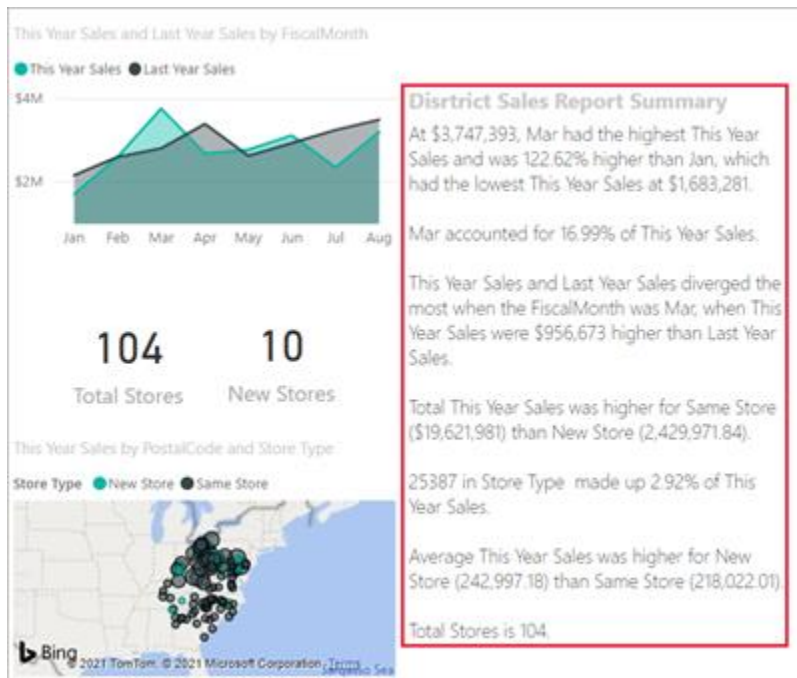 This Year Sales and Last Year Sales by FiscalMonth
This Year Sales Last Year Sales
$4M
$2M
Jan Feb Mar Apr May Jun Jul Aug
104
Total Stores
10
New Stores
This Year Sales by PostalCode and Store Type
Store Type New Store Same Store
Bing
© 2021 TomTom, © 2021 Microsoft Corporation Terms
Sargasso Sea
Disrtrict Sales Report Summary
At $3,747,393, Mar had the highest This Year
Sales and was 122.62% higher than Jan, which
had the lowest This Year Sales at $1,683,281.
Mar accounted for 16.99% of This Year Sales.
This Year Sales and Last Year Sales diverged the
most when the FiscalMonth was Mar, when This
Year Sales were $956,673 higher than Last Year
Sales.
Total This Year Sales was higher for Same Store
($19,621,981) than New Store (2,429,971.84).
25387 in Store Type made up 2.92% of This
Year Sales.
Average This Year Sales was higher for New
Store (242,997.18) than Same Store (218,022.01).
Total Stores is 104.